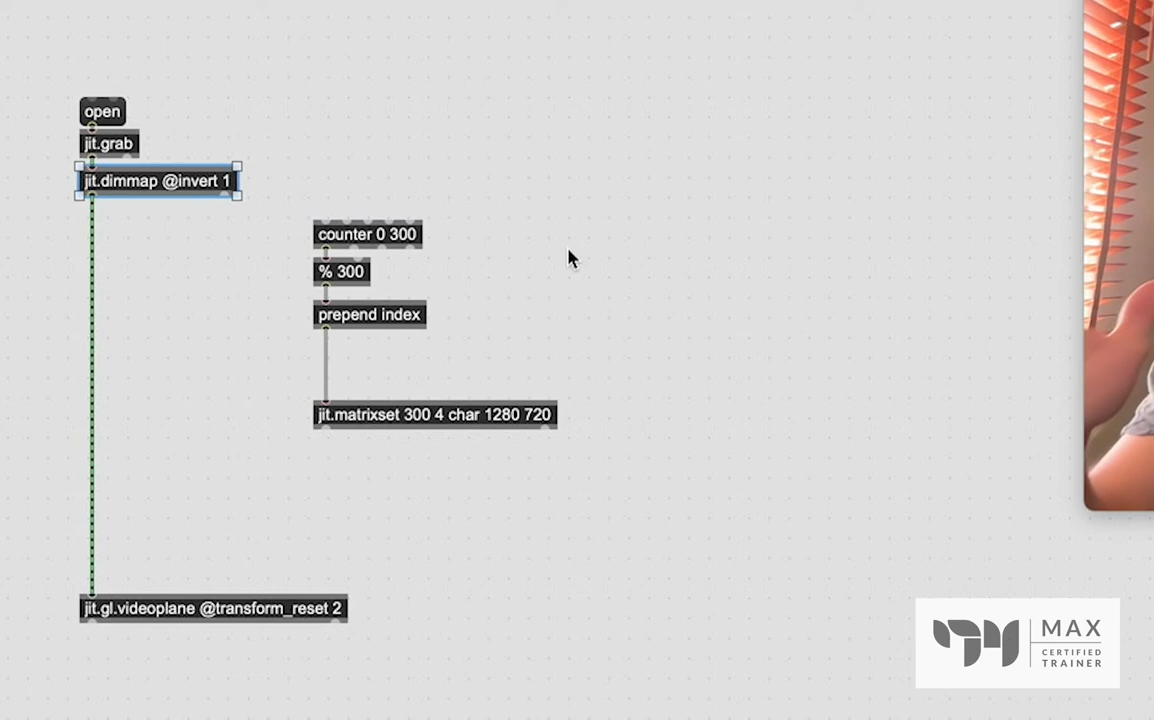 open
jit.grab
jit.dimmap @invert 1
counter 0 300
% 300
prepend index
jit.matrixset 300 4 char 1280 720
jit.gl.videoplane @transform_reset 2
MAX
CERTIFIED
TRAINER